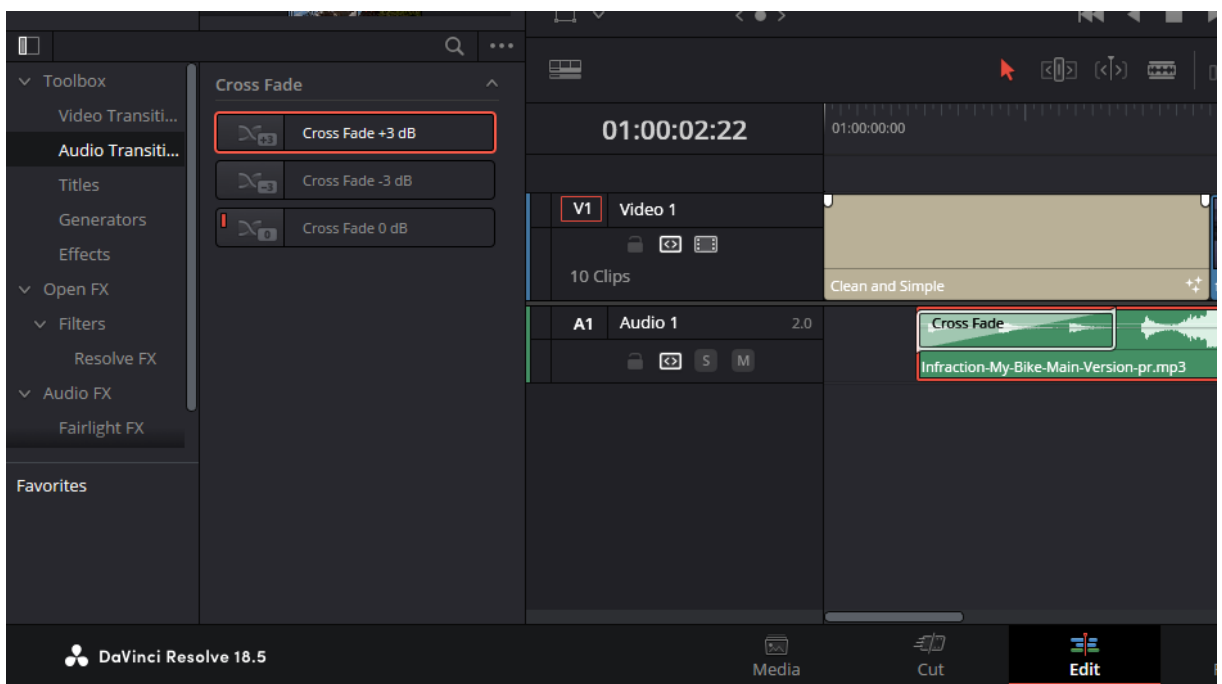 Toolbox
Video Transiti...
Audio Transiti...
Titles
Generators
Effects
Open FX
Filters
Resolve FX
Audio FX
Fairlight FX
Favorites
Cross Fade
+3 Cross Fade +3 dB
-3 Cross Fade -3 dB
0 Cross Fade 0 dB
01:00:02:22
01:00:00:00
V1 Video 1
10 Clips
Clean and Simple
A1 Audio 1 2.0
S M
Cross Fade
Infraction-My-Bike-Main-Version-pr.mp3
DaVinci Resolve 18.5
Media
Cut
Edit